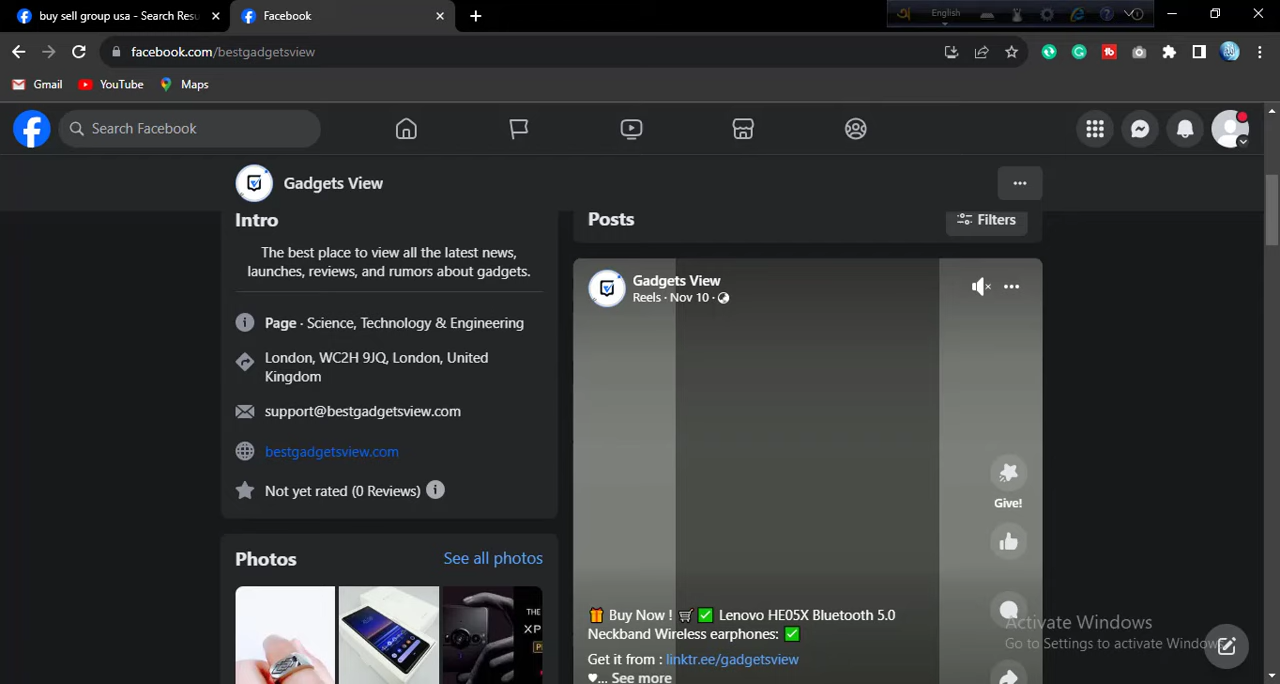 buy sell group usa - Search Resu
Facebook
English
facebook.com/bestgadgetsview
Gmail
YouTube
Maps
Search Facebook
Gadgets View
Intro
The best place to view all the latest news,
launches, reviews, and rumors about gadgets.
Page · Science, Technology & Engineering
London, WC2H 9JQ, London, United
Kingdom
support@bestgadgetsview.com
bestgadgetsview.com
Not yet rated (0 Reviews)
Photos
See all photos
THE
XP
Posts
Filters
Gadgets View
Reels · Nov 10 ·
Give!
🎁 Buy Now ! 🛒 ✅ Lenovo HE05X Bluetooth 5.0
Neckband Wireless earphones: ✅
Get it from : linktr.ee/gadgetsview
♥... See more
Activate Windows
Go to Settings to activate Window